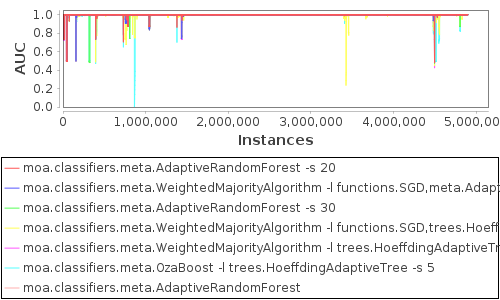 1.0
0.8
0.6
0.4
0.2
0.0
AUC
0 1,000,000 2,000,000 3,000,000 4,000,000 5,000,00
Instances
moa.classifiers.meta.AdaptiveRandomForest -s 20
moa.classifiers.meta.WeightedMajorityAlgorithm -l functions.SGD,meta.Adapt
moa.classifiers.meta.AdaptiveRandomForest -s 30
moa.classifiers.meta.WeightedMajorityAlgorithm -l functions.SGD,trees.Hoeff
moa.classifiers.meta.WeightedMajorityAlgorithm -l trees.HoeffdingAdaptiveTr
moa.classifiers.meta.OzaBoost -l trees.HoeffdingAdaptiveTree -s 5
moa.classifiers.meta.AdaptiveRandomForest